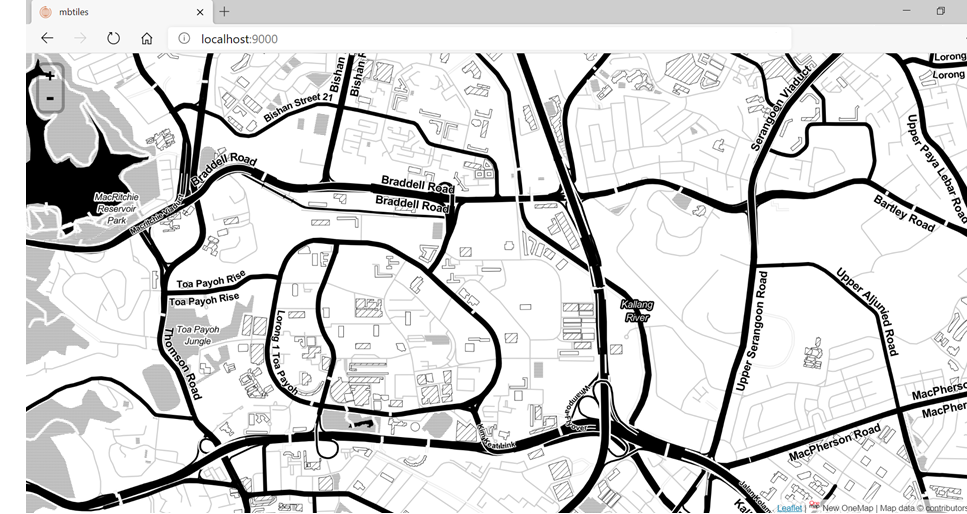 mbtiles
localhost:9000
+
-
Bishan
Bishan
Lorong
Lorong
Bishan Street 21
Serangoon Viaduct
Upper Paya Lebar Road
Braddell Road
Braddell Road
Braddell Road
MacRitchie
Reservoir
Park
Bartley Road
Toa Payoh Rise
Toa Payoh Rise
Toa Payoh
Jungle
Thomson Road
Lorong 1 Toa Payoh
Kallang
River
Upper Serangoon Road
Upper Aljunied Road
MacPherson
MacPherson Road
Leaflet | New OneMap | Map data © contributors